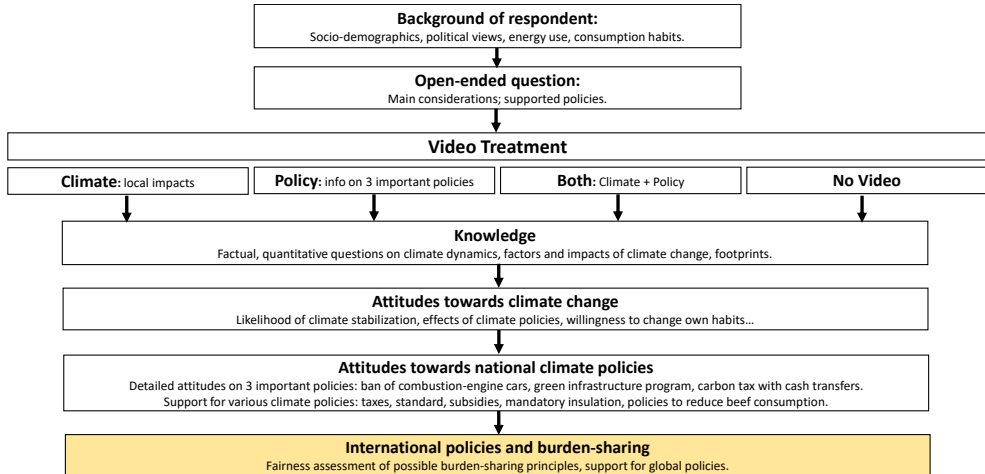 Background of respondent:
Socio-demographics, political views, energy use, consumption habits.
Open-ended question:
Main considerations; supported policies.
Video Treatment
Climate: local impacts
Policy: info on 3 important policies
Both: Climate + Policy
No Video
Knowledge
Factual, quantitative questions on climate dynamics, factors and impacts of climate change, footprints.
Attitudes towards climate change
Likelihood of climate stabilization, effects of climate policies, willingness to change own habits…
Attitudes towards national climate policies
Detailed attitudes on 3 important policies: ban of combustion-engine cars, green infrastructure program, carbon tax with cash transfers.
Support for various climate policies: taxes, standard, subsidies, mandatory insulation, policies to reduce beef consumption.
International policies and burden-sharing
Fairness assessment of possible burden-sharing principles, support for global policies.